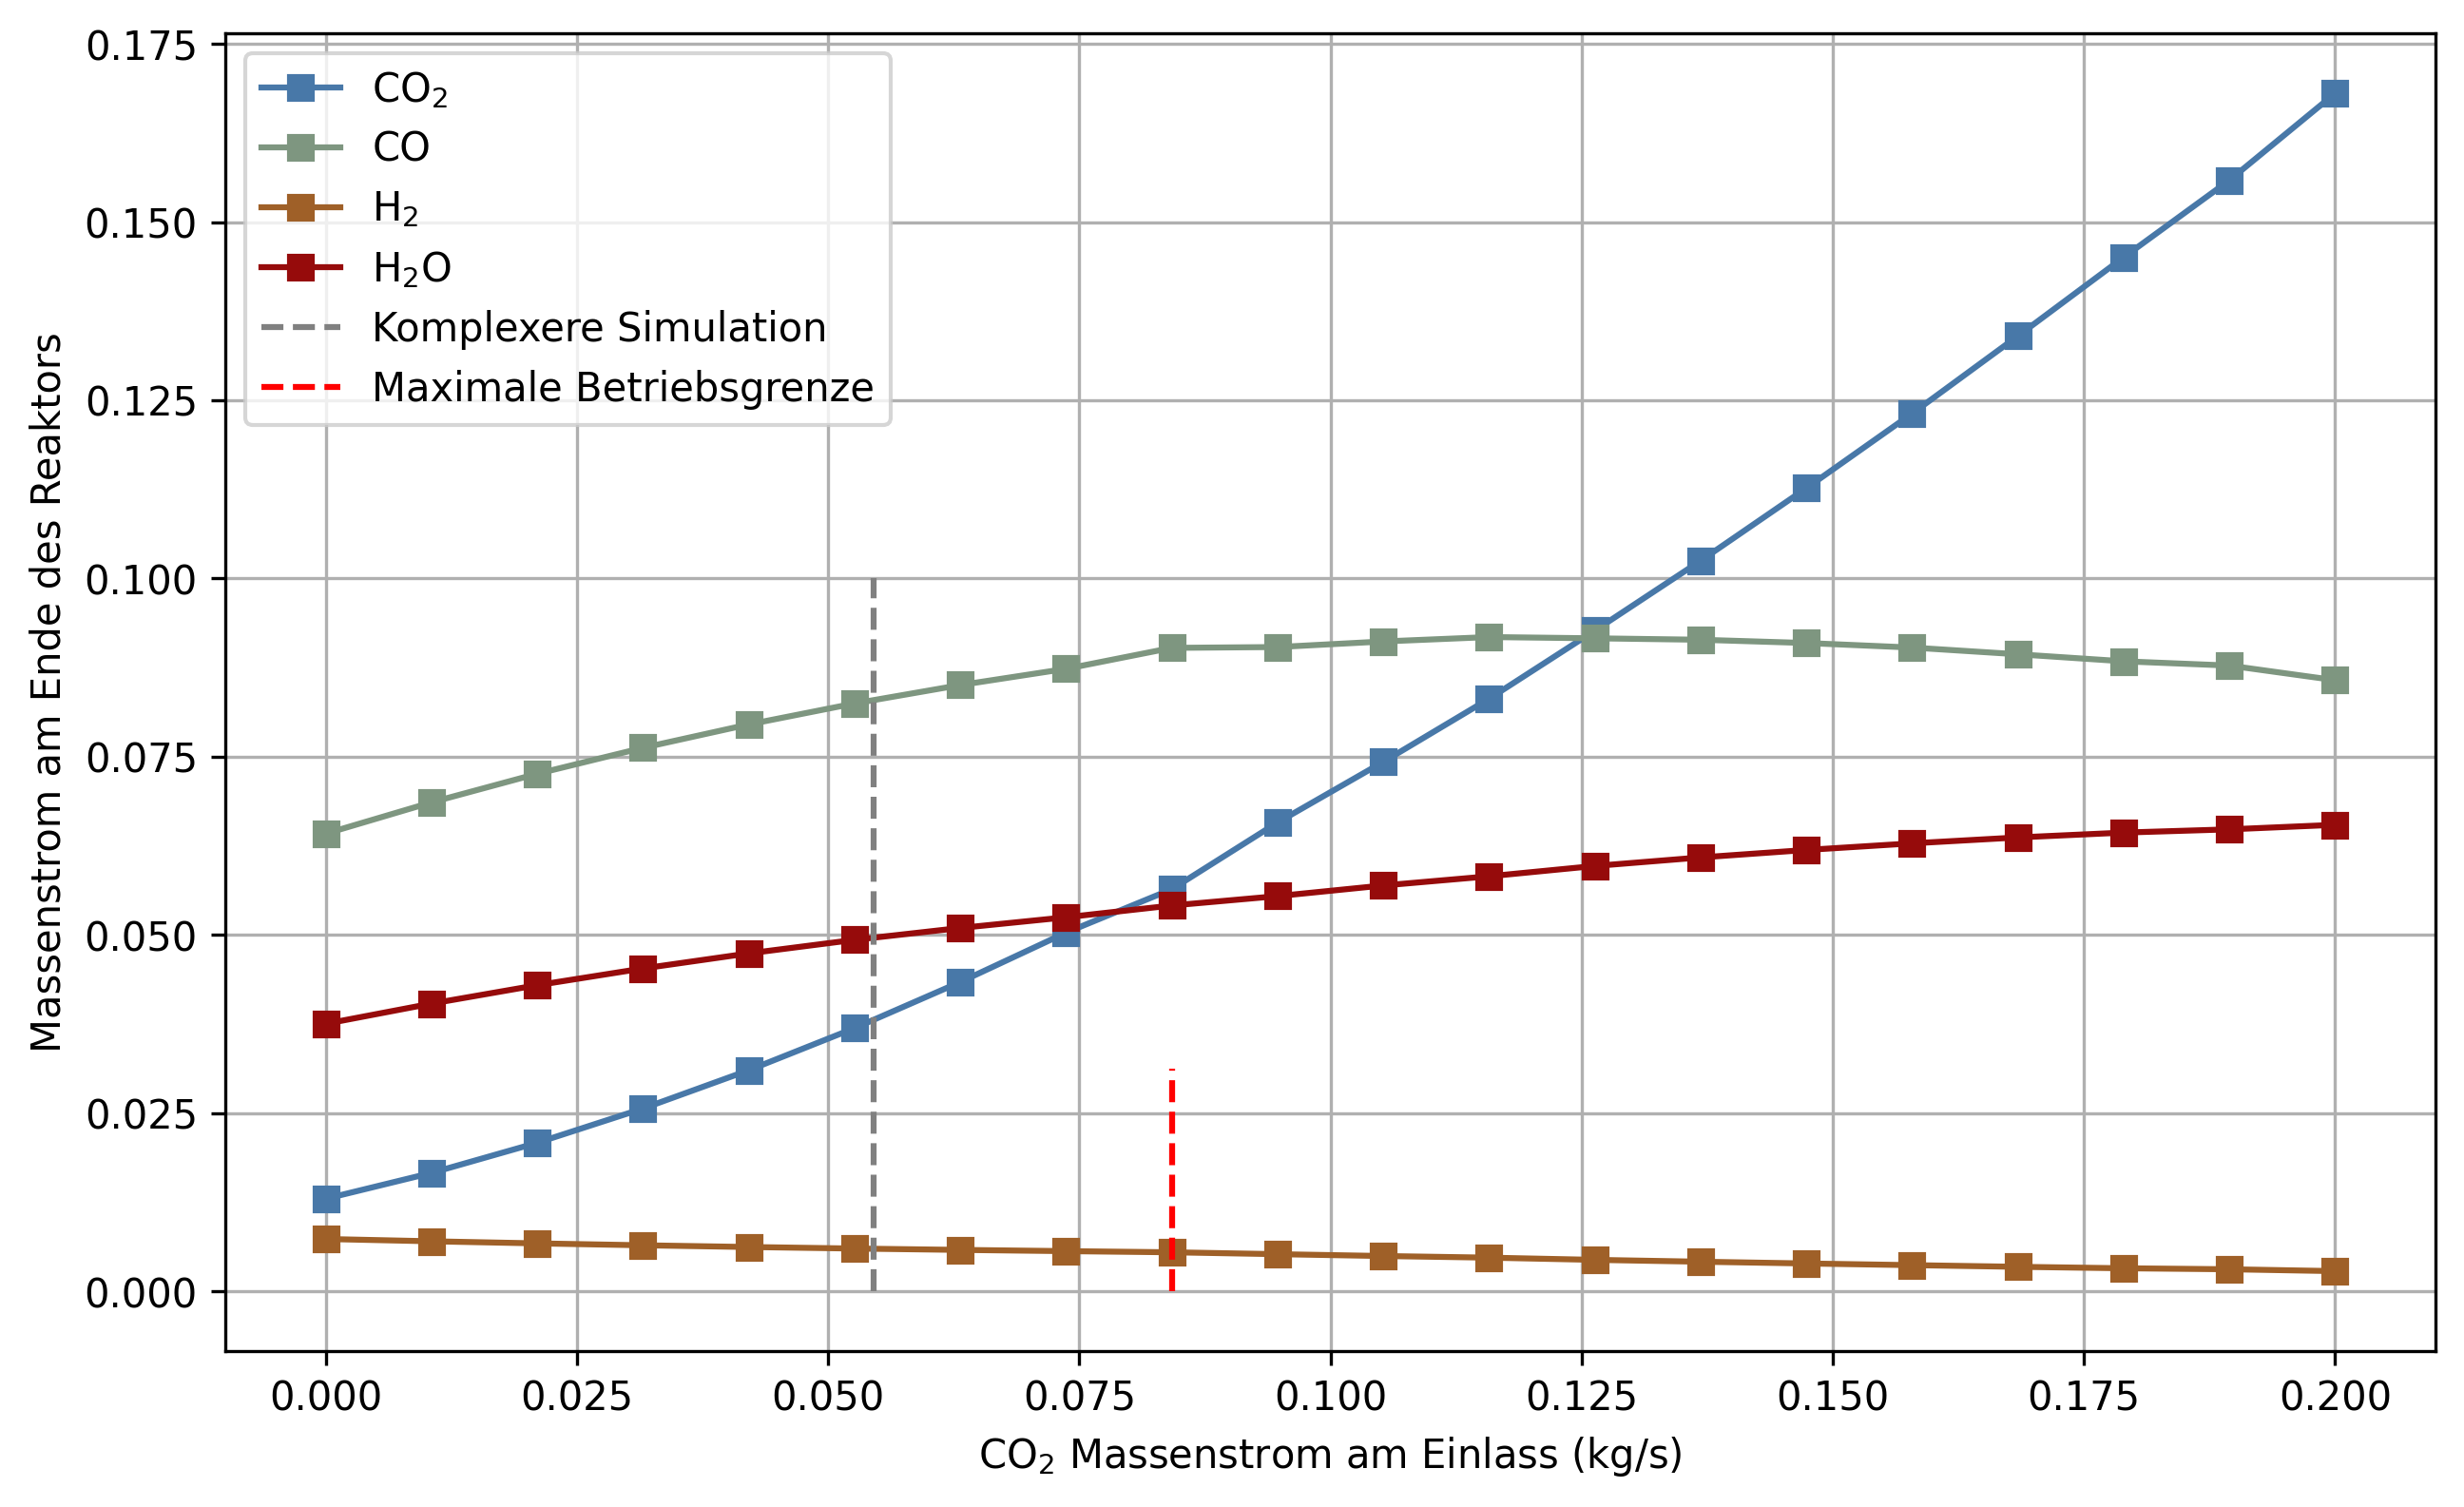 0.175
0.150
0.125
0.100
0.075
0.050
0.025
0.000
Massenstrom am Ende des Reaktors
CO₂
CO
H₂
H₂O
Komplexere Simulation
Maximale Betriebsgrenze
0.000 0.025 0.050 0.075 0.100 0.125 0.150 0.175 0.200
CO₂ Massenstrom am Einlass (kg/s)